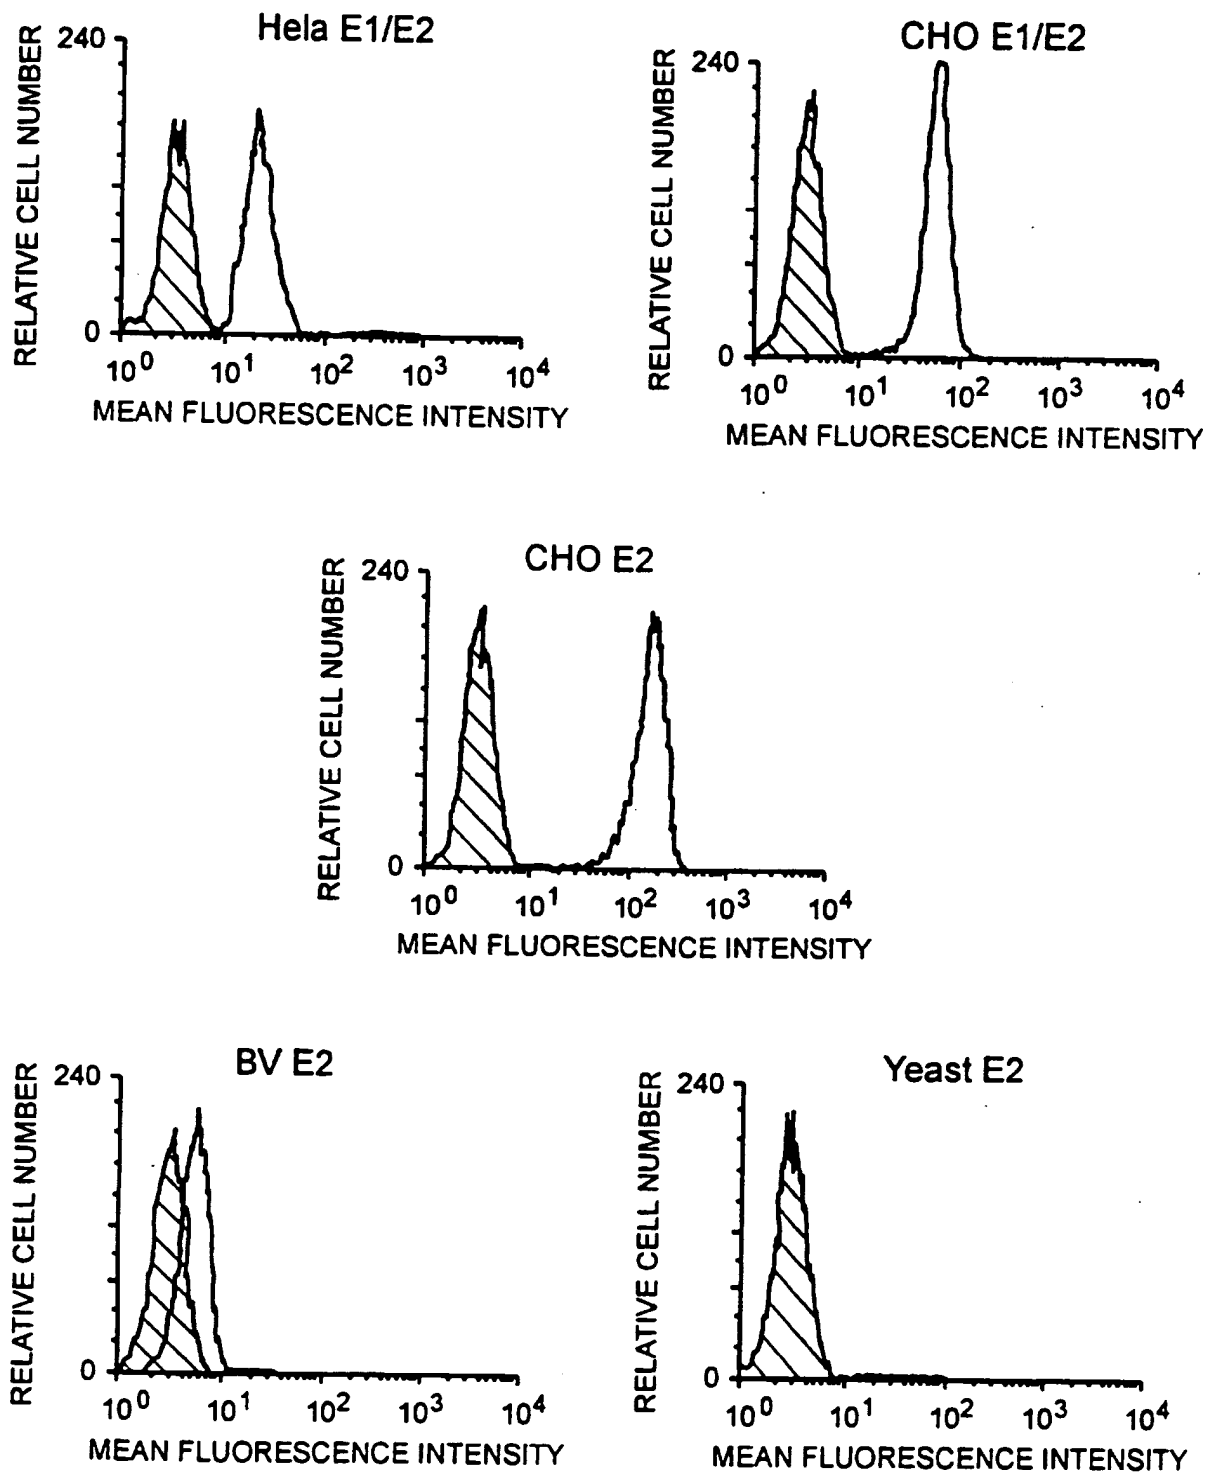 Hela E1/E2
RELATIVE CELL NUMBER
240
0
10^0 10^1 10^2 10^3 10^4
MEAN FLUORESCENCE INTENSITY
CHO E1/E2
RELATIVE CELL NUMBER
240
0
10^0 10^1 10^2 10^3 10^4
MEAN FLUORESCENCE INTENSITY
CHO E2
RELATIVE CELL NUMBER
240
0
10^0 10^1 10^2 10^3 10^4
MEAN FLUORESCENCE INTENSITY
BV E2
RELATIVE CELL NUMBER
240
0
10^0 10^1 10^2 10^3 10^4
MEAN FLUORESCENCE INTENSITY
Yeast E2
RELATIVE CELL NUMBER
240
0
10^0 10^1 10^2 10^3 10^4
MEAN FLUORESCENCE INTENSITY